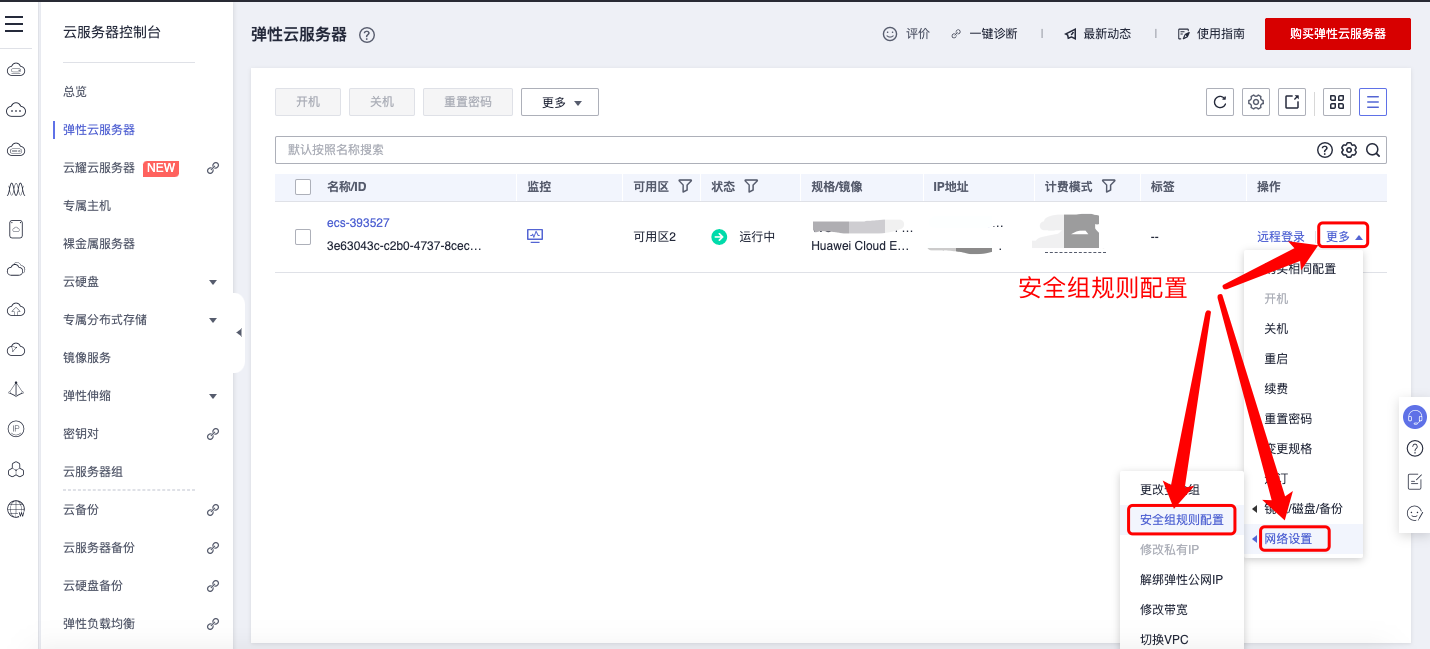 云服务器控制台
总览
弹性云服务器
云耀云服务器 NEW
专属主机
裸金属服务器
云硬盘
专属分布式存储
镜像服务
弹性伸缩
密钥对
云服务器组
云备份
云服务器备份
云硬盘备份
弹性负载均衡
弹性云服务器
评价 一键诊断 最新动态 使用指南 购买弹性云服务器
开机 关机 重置密码 更多
默认按照名称搜索
名称/ID 监控 可用区 状态 规格/镜像 IP地址 计费模式 标签 操作
ecs-393527
3e63043c-c2b0-4737-8cec...
可用区2 运行中
Huawei Cloud E...
--
远程登录 更多
安全组规则配置
相同配置
开机
关机
重启
续费
重置密码
变更规格
/磁盘/备份
网络设置
更改 组
安全组规则配置
修改私有IP
解绑弹性公网IP
修改带宽
切换VPC